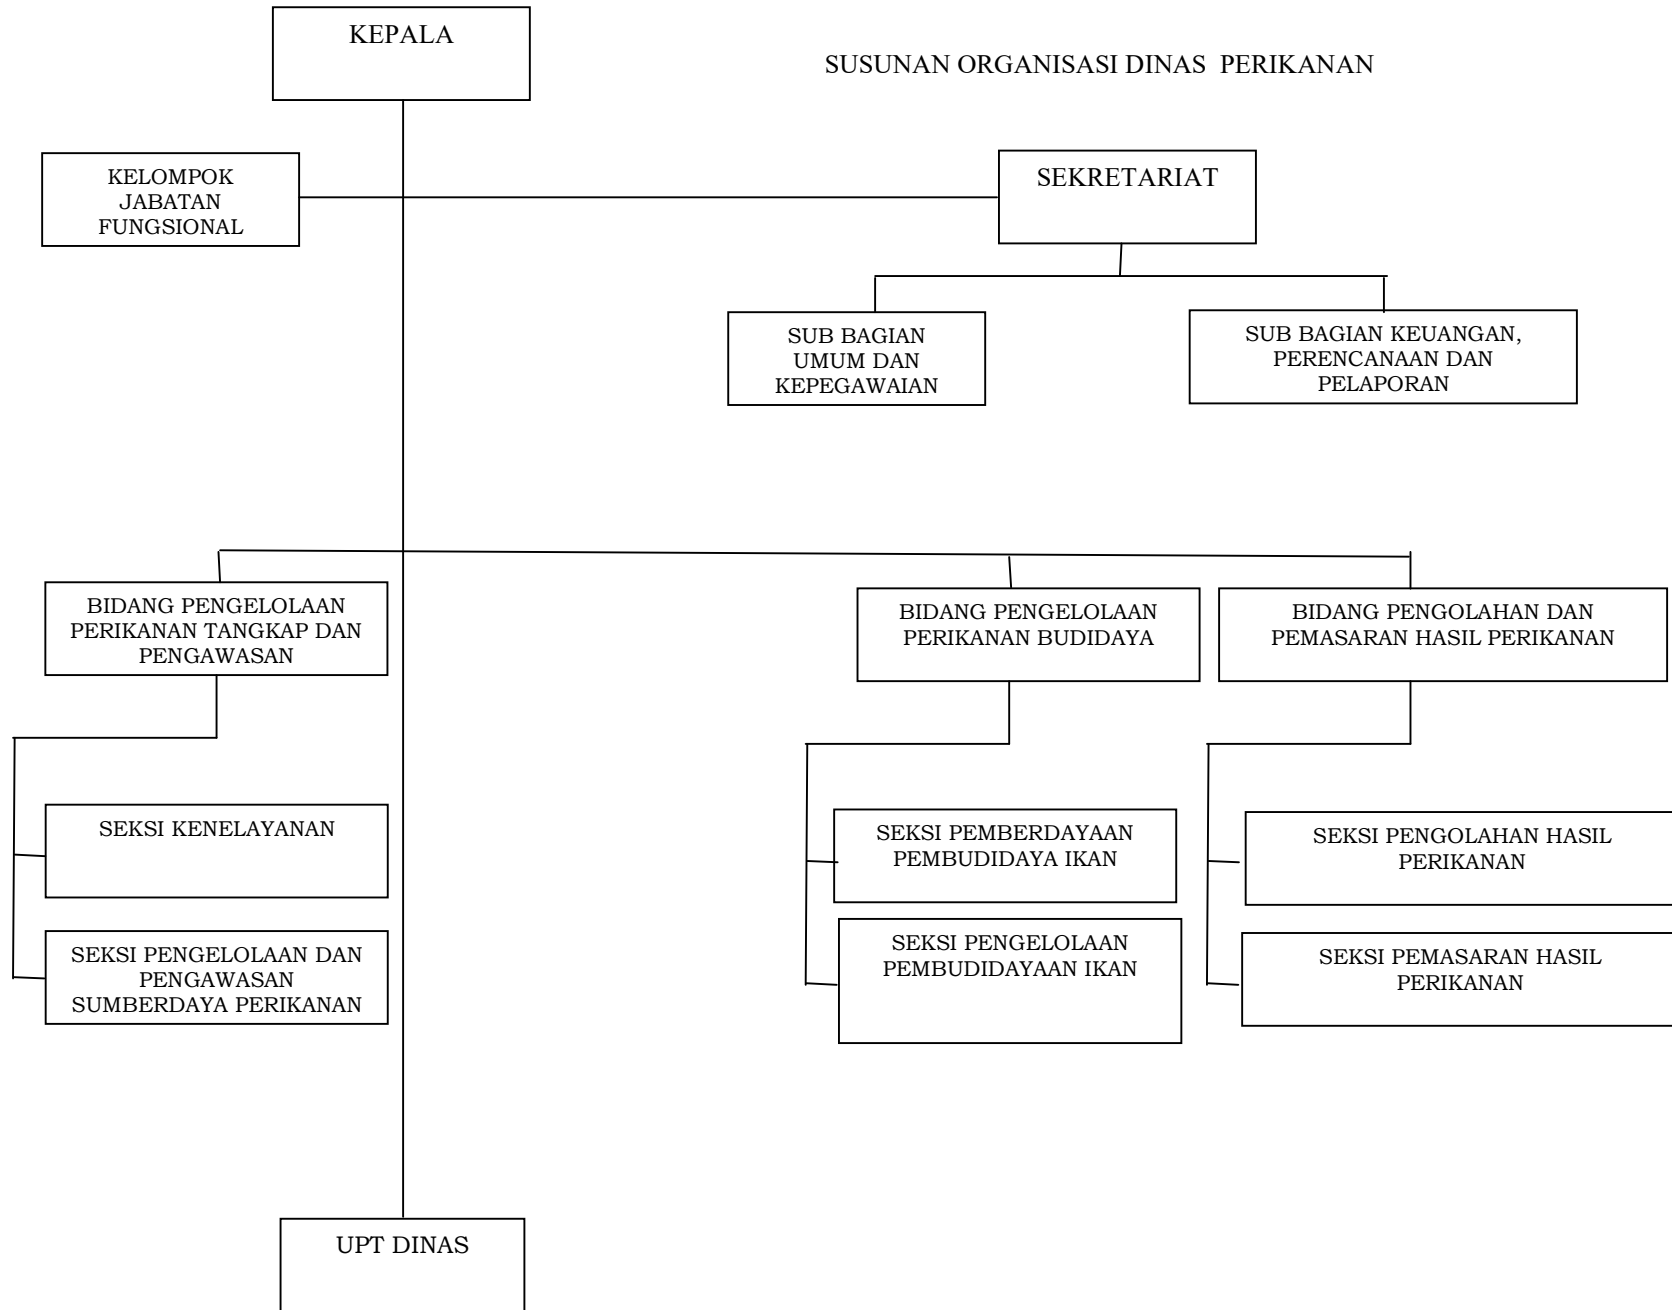 KEPALA
SUSUNAN ORGANISASI DINAS PERIKANAN
KELOMPOK
JABATAN
FUNGSIONAL
SEKRETARIAT
SUB BAGIAN
UMUM DAN
KEPEGAWAIAN
SUB BAGIAN KEUANGAN,
PERENCANAAN DAN
PELAPORAN
BIDANG PENGELOLAAN
PERIKANAN TANGKAP DAN
PENGAWASAN
BIDANG PENGELOLAAN
PERIKANAN BUDIDAYA
BIDANG PENGOLAHAN DAN
PEMASARAN HASIL PERIKANAN
SEKSI KENELAYANAN
SEKSI PEMBERDAYAAN
PEMBUDIDAYA IKAN
SEKSI PENGOLAHAN HASIL
PERIKANAN
SEKSI PENGELOLAAN DAN
PENGAWASAN
SUMBERDAYA PERIKANAN
SEKSI PENGELOLAAN
PEMBUDIDAYAAN IKAN
SEKSI PEMASARAN HASIL
PERIKANAN
UPT DINAS